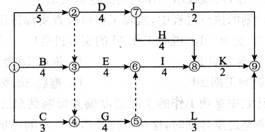 A 5 ② D 4 ⑦ J 2
H 4
① B 4 ③ E 4 ⑥ I 4 ⑧ K 2 ⑨
C 3 ④ G 4 ⑤ L 3